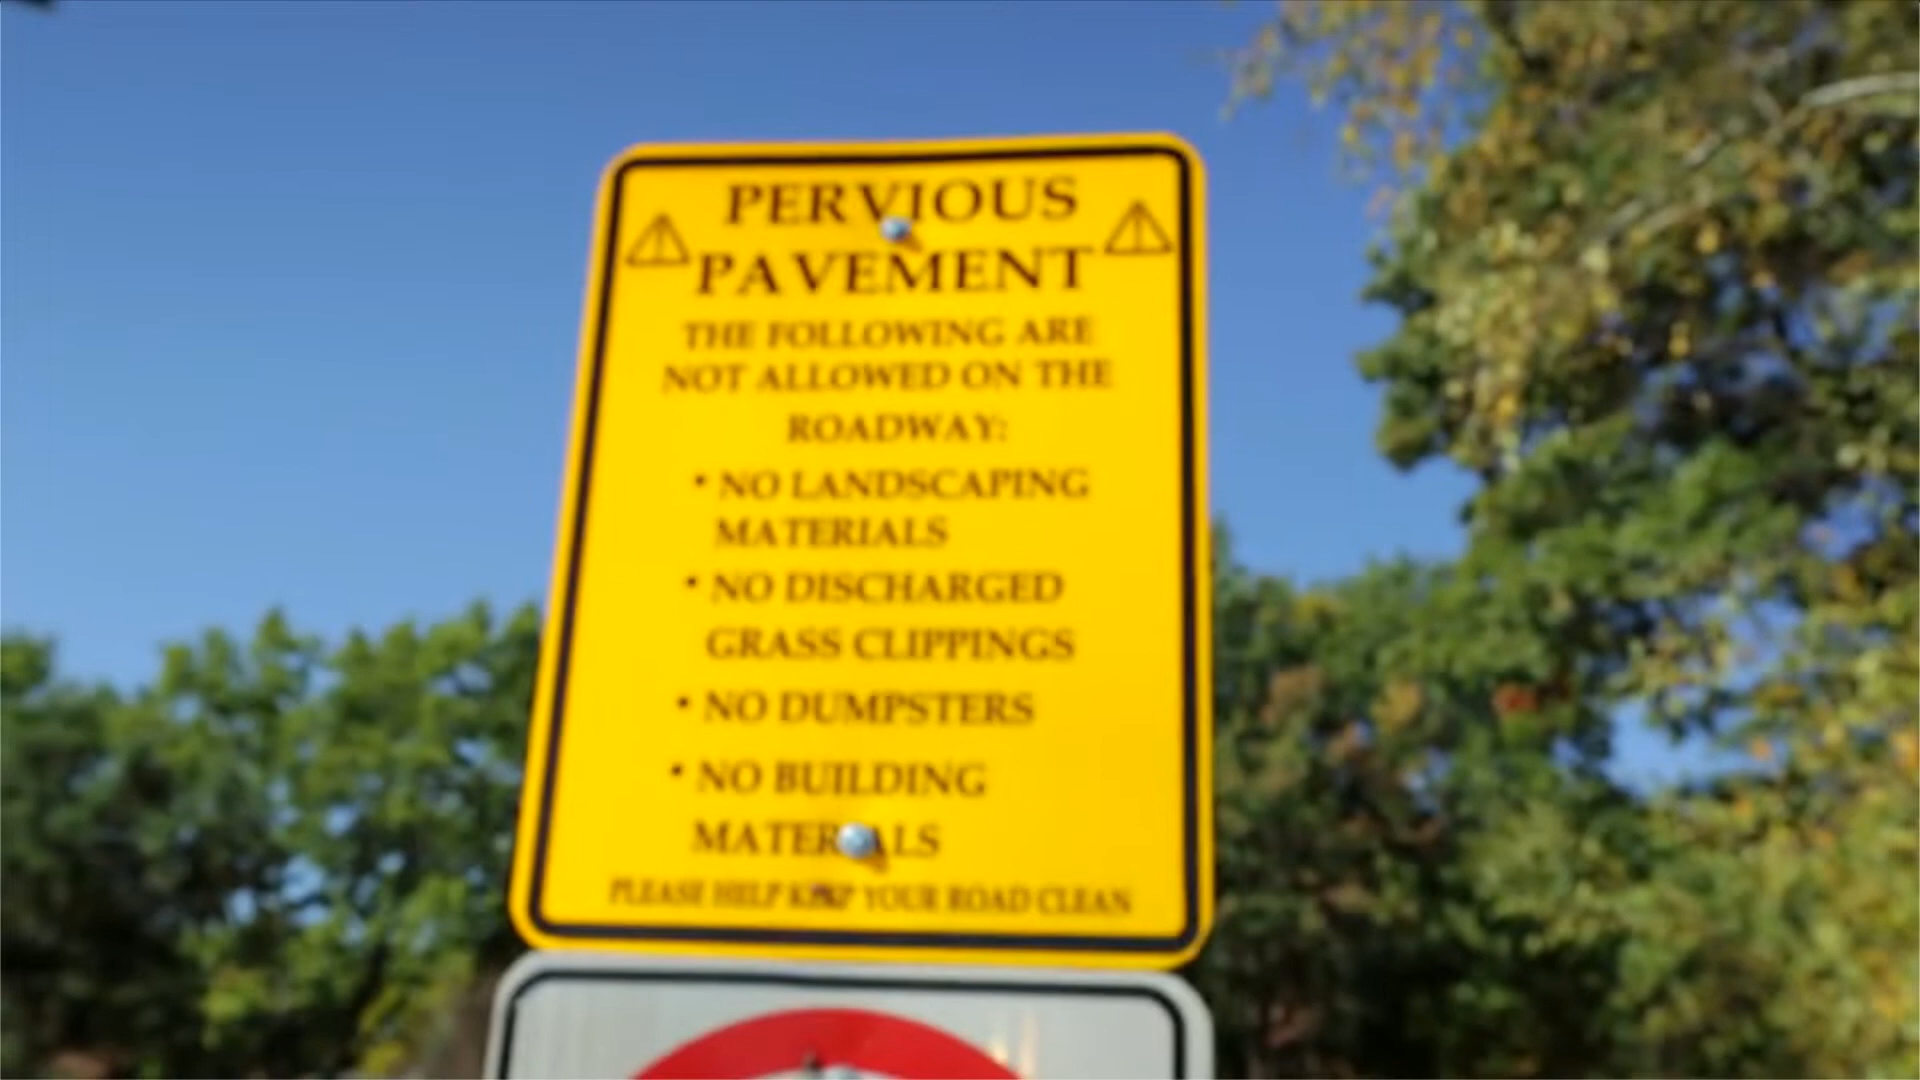 PERVIOUS
PAVEMENT
THE FOLLOWING ARE
NOT ALLOWED ON THE
ROADWAY:
• NO LANDSCAPING
MATERIALS
• NO DISCHARGED
GRASS CLIPPINGS
• NO DUMPSTERS
• NO BUILDING
MATERIALS
PLEASE HELP KEEP YOUR ROAD CLEAN